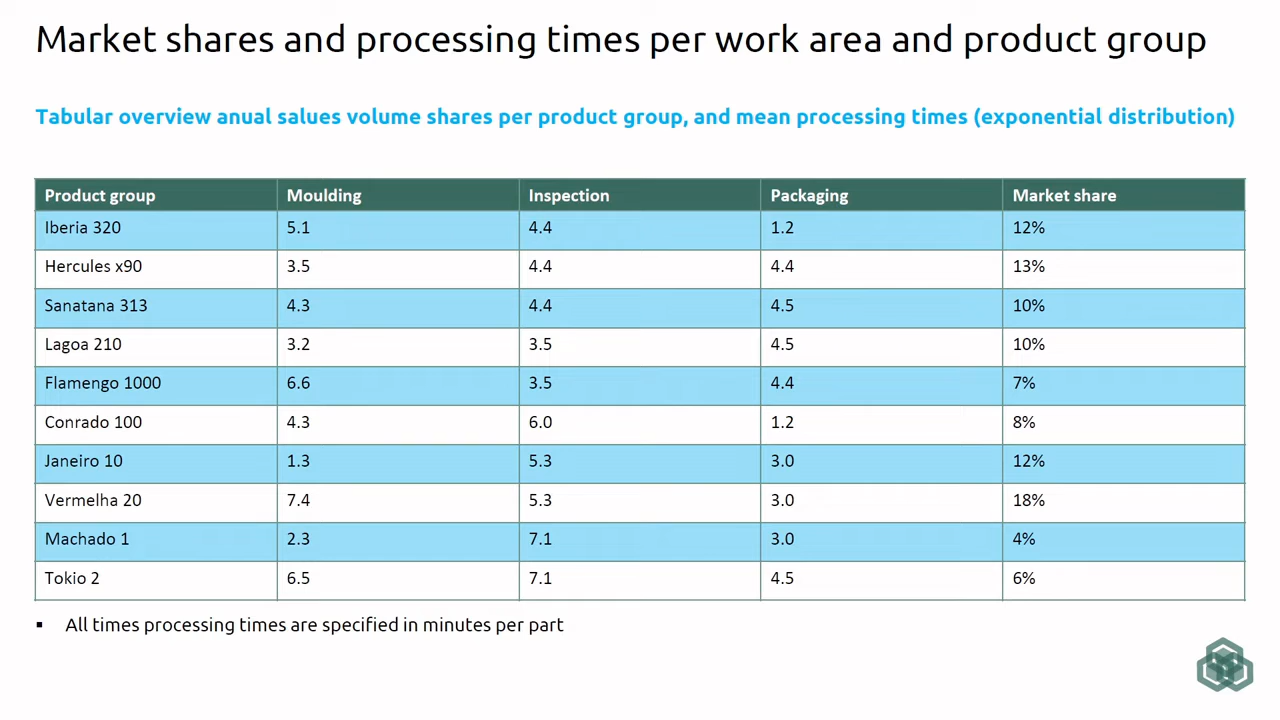 Market shares and processing times per work area and product group
Tabular overview anual salues volume shares per product group, and mean processing times (exponential distribution)
Product group Moulding Inspection Packaging Market share
Iberia 320 5.1 4.4 1.2 12%
Hercules x90 3.5 4.4 4.4 13%
Sanatana 313 4.3 4.4 4.5 10%
Lagoa 210 3.2 3.5 4.5 10%
Flamengo 1000 6.6 3.5 4.4 7%
Conrado 100 4.3 6.0 1.2 8%
Janeiro 10 1.3 5.3 3.0 12%
Vermelha 20 7.4 5.3 3.0 18%
Machado 1 2.3 7.1 3.0 4%
Tokio 2 6.5 7.1 4.5 6%
▪ All times processing times are specified in minutes per part